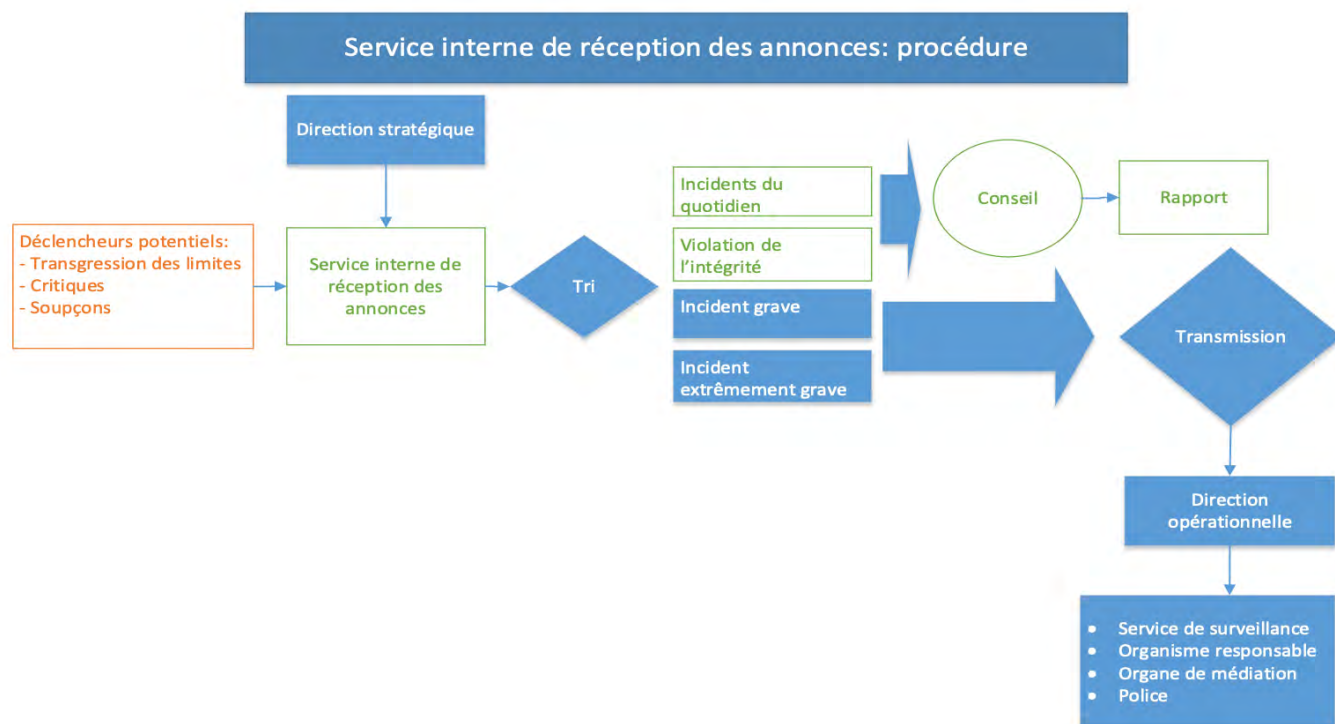 Service interne de réception des annonces: procédure
Direction stratégique
Déclencheurs potentiels:
- Transgression des limites
- Critiques
- Soupçons
Service interne de
réception des
annonces
Tri
Incidents du
quotidien
Violation de
l'intégrité
Incident grave
Incident
extrêmement grave
Conseil
Rapport
Transmission
Direction
opérationnelle
• Service de surveillance
• Organisme responsable
• Organe de médiation
• Police